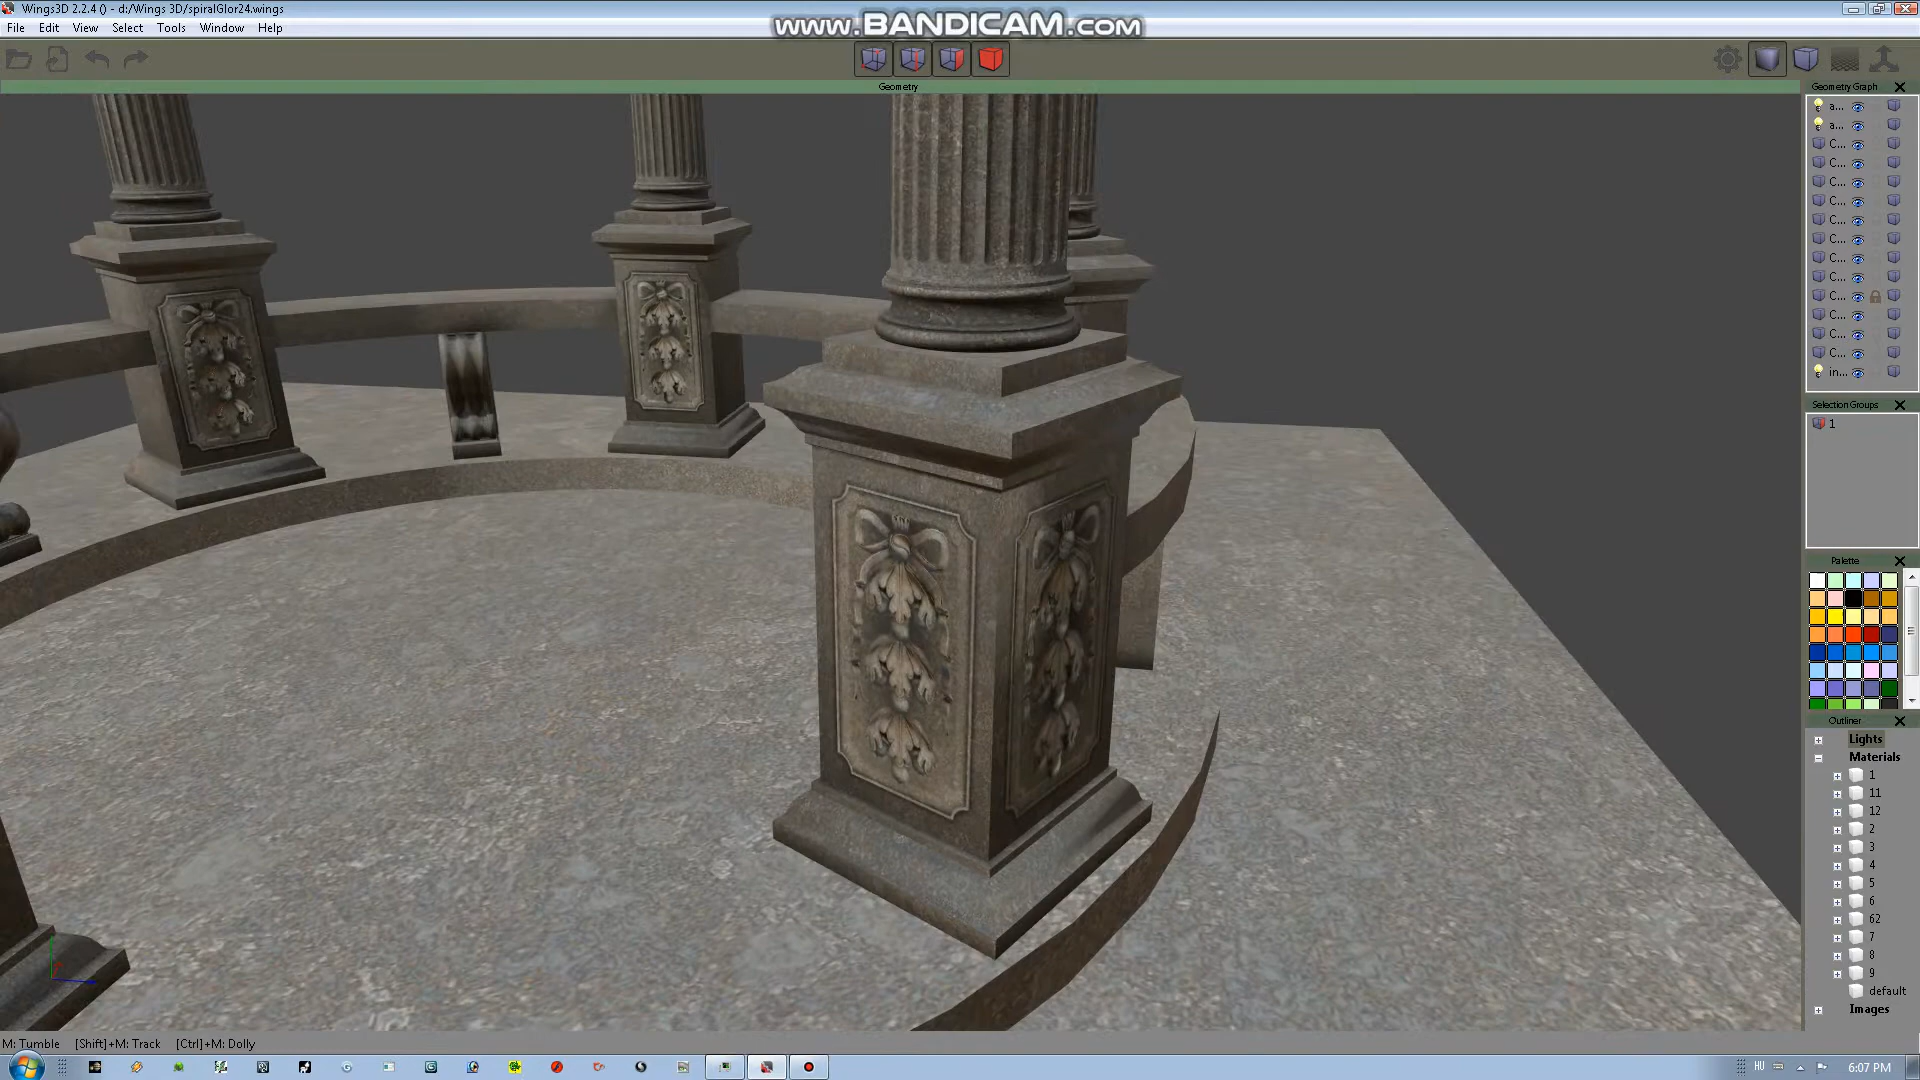 Wings3D 2.2.4 () - d:/Wings 3D/spiralGlor24.wings
www.BANDICAM.com
File Edit View Select Tools Window Help
Geometry
Geometry Graph
a...
a...
C...
C...
C...
C...
C...
C...
C...
C...
C...
C...
C...
C...
in...
Selection Groups
1
Palette
Outliner
Lights
Materials
1
11
12
2
3
4
5
6
62
7
8
9
default
Images
M: Tumble [Shift]+M: Track [Ctrl]+M: Dolly
HU
6:07 PM